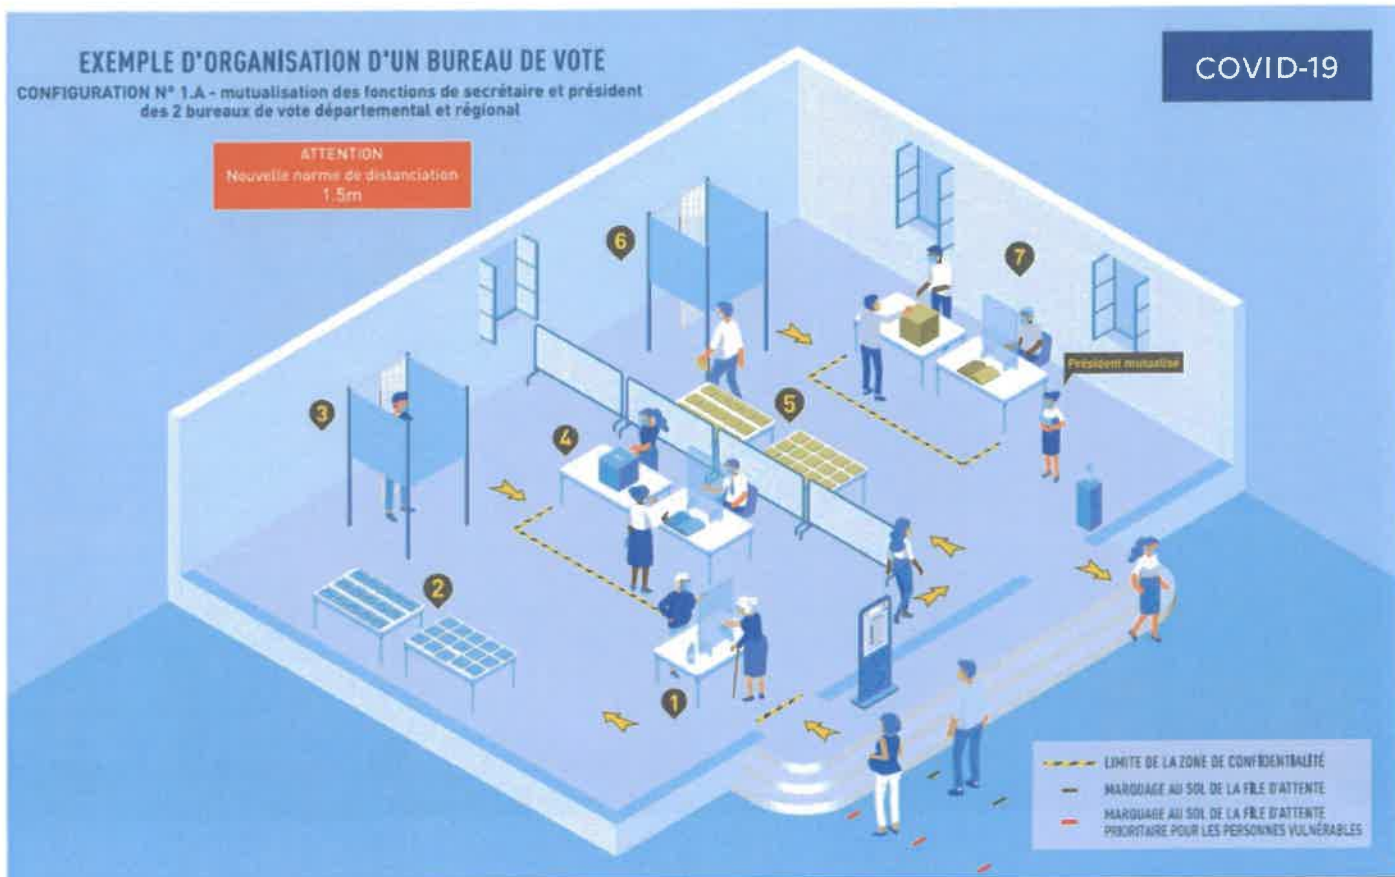 EXEMPLE D'ORGANISATION D'UN BUREAU DE VOTE
CONFIGURATION N° 1.A - mutualisation des fonctions de secrétaire et président
des 2 bureaux de vote départemental et régional
COVID-19
ATTENTION
Nouvelle norme de distanciation
1.5m
6
7
Président mutualisé
3
5
4
2
1
LIMITE DE LA ZONE DE CONFIDENTIALITÉ
MARQUAGE AU SOL DE LA FILE D'ATTENTE
MARQUAGE AU SOL DE LA FILE D'ATTENTE
PRIORITAIRE POUR LES PERSONNES VULNÉRABLES